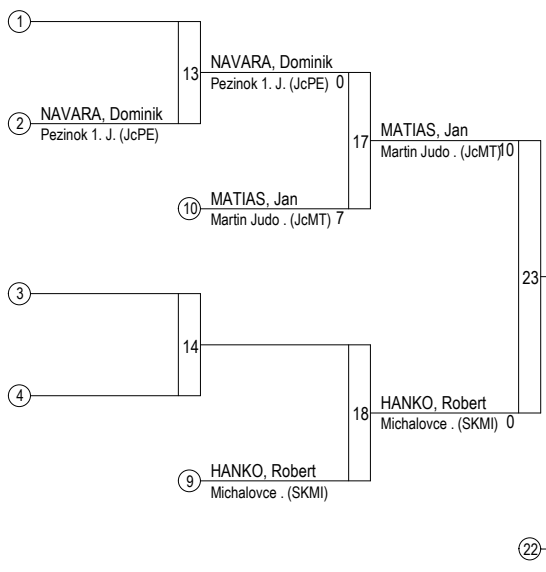 1
13
NAVARA, Dominik
Pezinok 1. J. (JcPE) 0
2
NAVARA, Dominik
Pezinok 1. J. (JcPE)
17
MATIAS, Jan
Martin Judo . (JcMT) 10
10
MATIAS, Jan
Martin Judo . (JcMT) 7
23
3
14
4
18
HANKO, Robert
Michalovce . (SKMI) 0
9
HANKO, Robert
Michalovce . (SKMI)
22